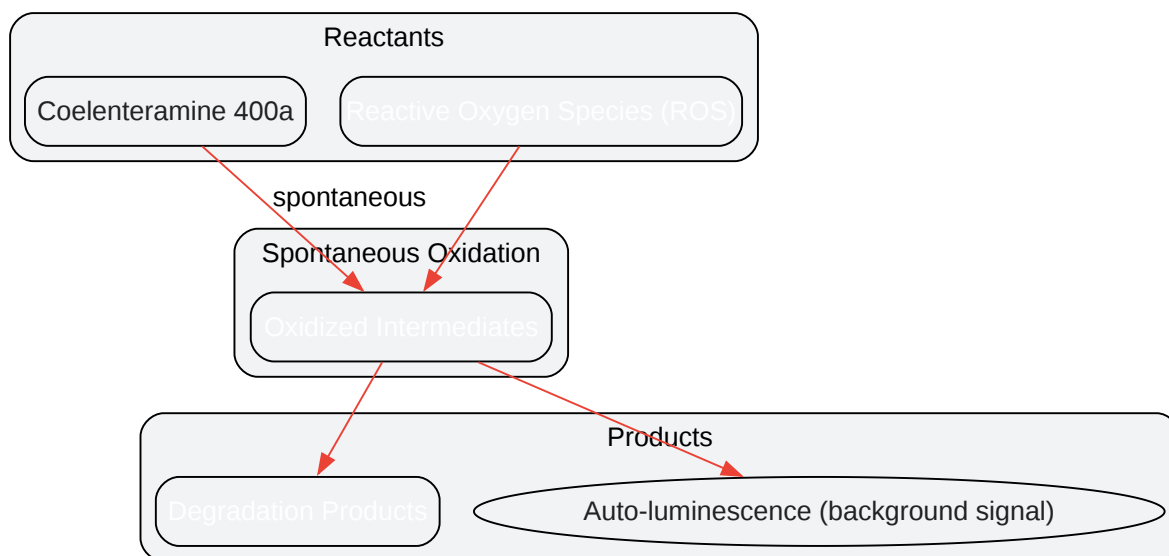 Reactants
Coelenteramine 400a
Reactive Oxygen Species (ROS)
spontaneous
Spontaneous Oxidation
Oxidized Intermediates
Products
Degradation Products
Auto-luminescence (background signal)